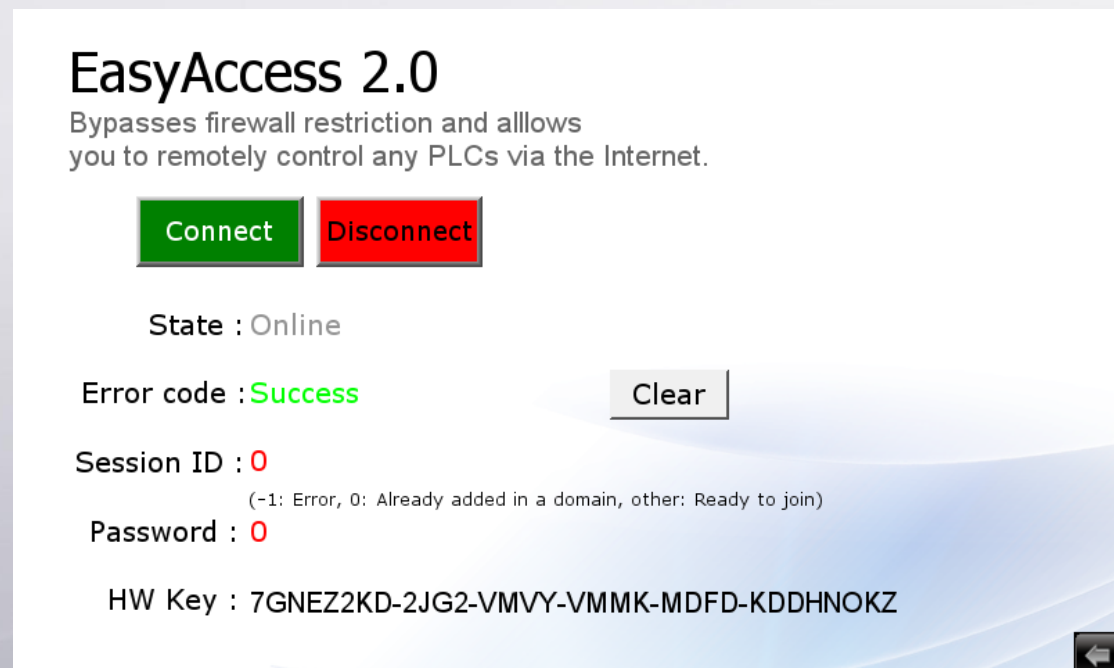 EasyAccess 2.0
Bypasses firewall restriction and alllows
you to remotely control any PLCs via the Internet.
Connect Disconnect
State : Online
Error code : Success Clear
Session ID : 0
(-1: Error, 0: Already added in a domain, other: Ready to join)
Password : 0
HW Key : 7GNEZ2KD-2JG2-VMVY-VMMK-MDFD-KDDHNOKZ